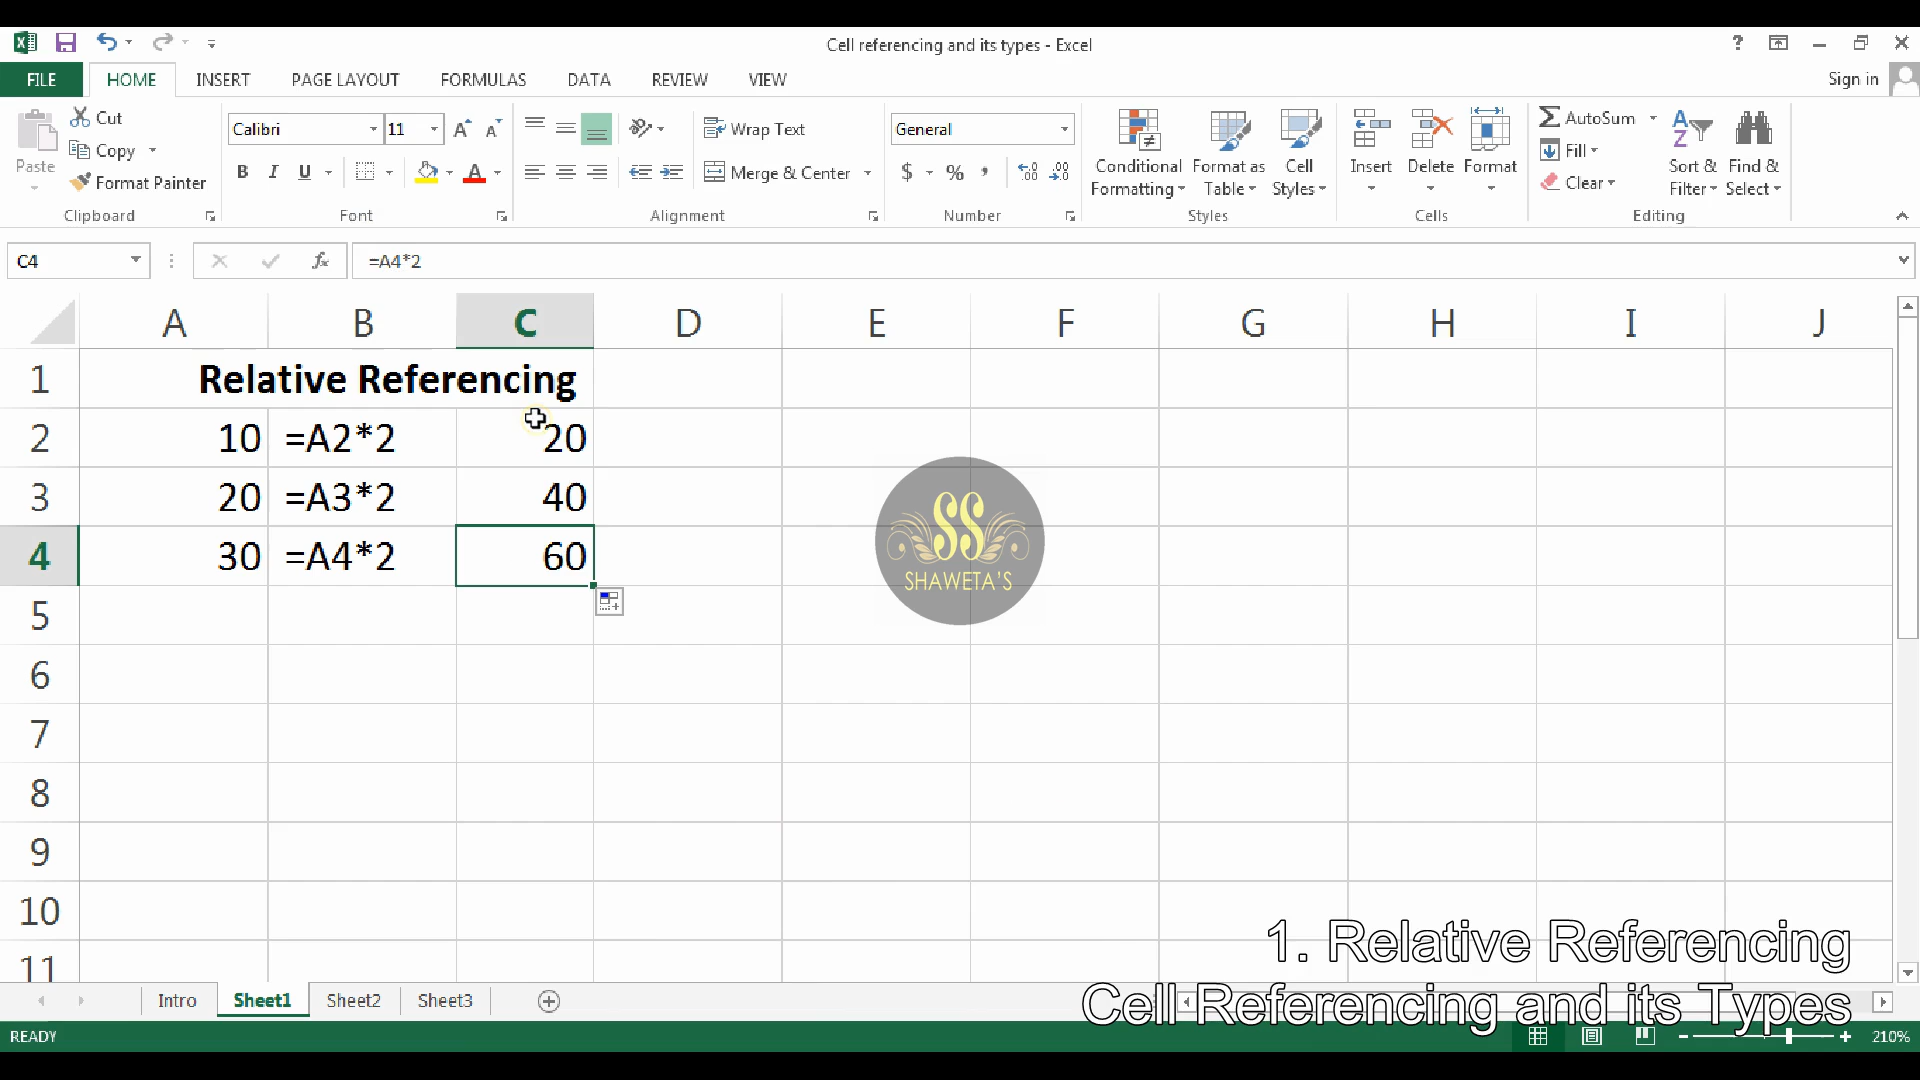 Cell referencing and its types - Excel
?
FILE HOME INSERT PAGE LAYOUT FORMULAS DATA REVIEW VIEW Sign in
Paste
Cut
Copy
Format Painter
Clipboard
Calibri 11
B I U A
Font
Wrap Text
Merge & Center
Alignment
General
$ % ,
Number
Conditional Formatting
Format as Table
Cell Styles
Styles
Insert Delete Format
Cells
AutoSum
Fill
Clear
Sort & Filter
Find & Select
Editing
C4 fx =A4*2
A B C D E F G H I J
1 Relative Referencing
2 10 =A2*2 20
3 20 =A3*2 40
4 30 =A4*2 60
5
6
7
8
9
10
11
SS
SHAWETA'S
1. Relative Referencing
Cell Referencing and its Types
Intro Sheet1 Sheet2 Sheet3
READY 210%